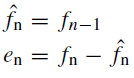 f̂ₙ = fₙ₋₁
eₙ = fₙ − f̂ₙ